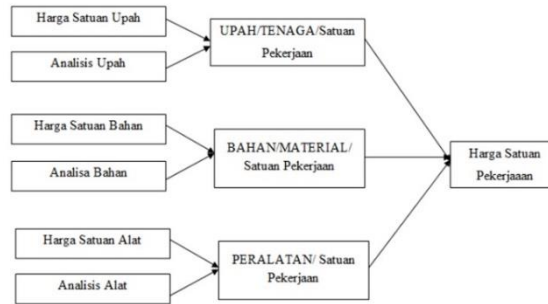 Harga Satuan Upah
Analisis Upah
UPAH/TENAGA/Satuan
Pekerjaan
Harga Satuan Bahan
Analisa Bahan
BAHAN/MATERIAL/
Satuan Pekerjaan
Harga Satuan Alat
Analisis Alat
PERALATAN/ Satuan
Pekerjaan
Harga Satuan
Pekerjaaan